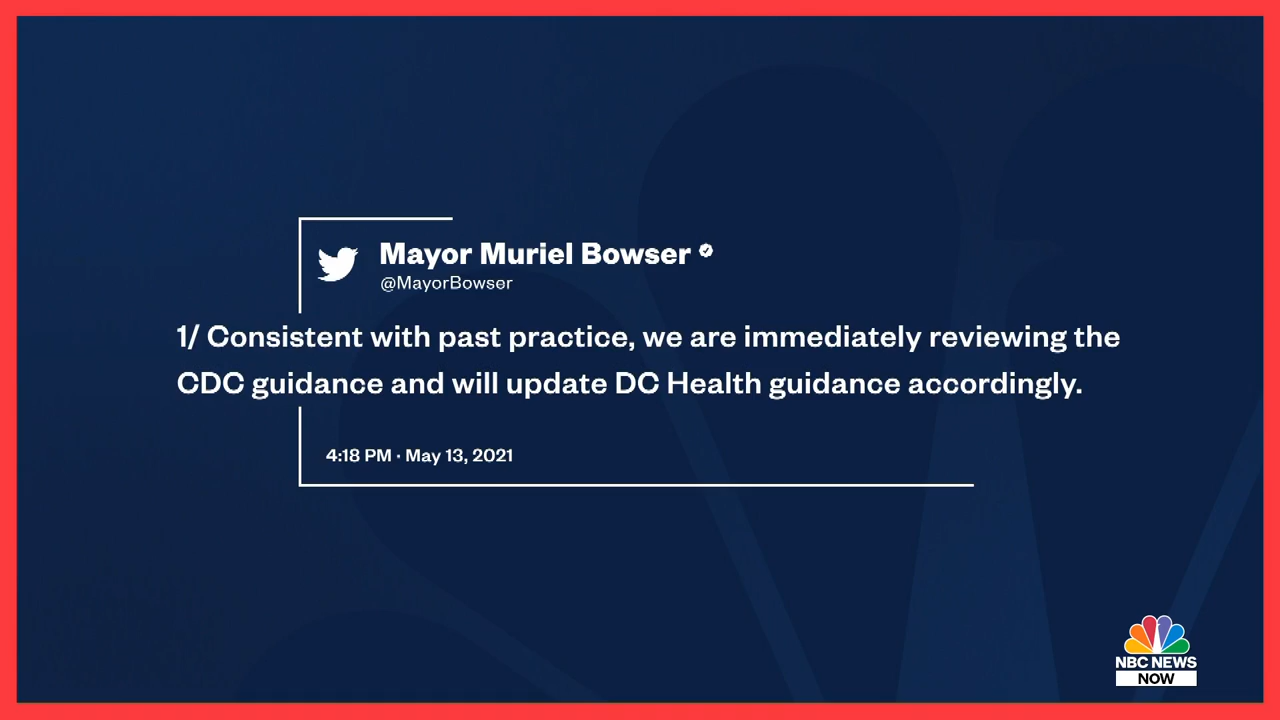 Mayor Muriel Bowser
@MayorBowser
1/ Consistent with past practice, we are immediately reviewing the
CDC guidance and will update DC Health guidance accordingly.
4:18 PM · May 13, 2021
NBC NEWS
NOW